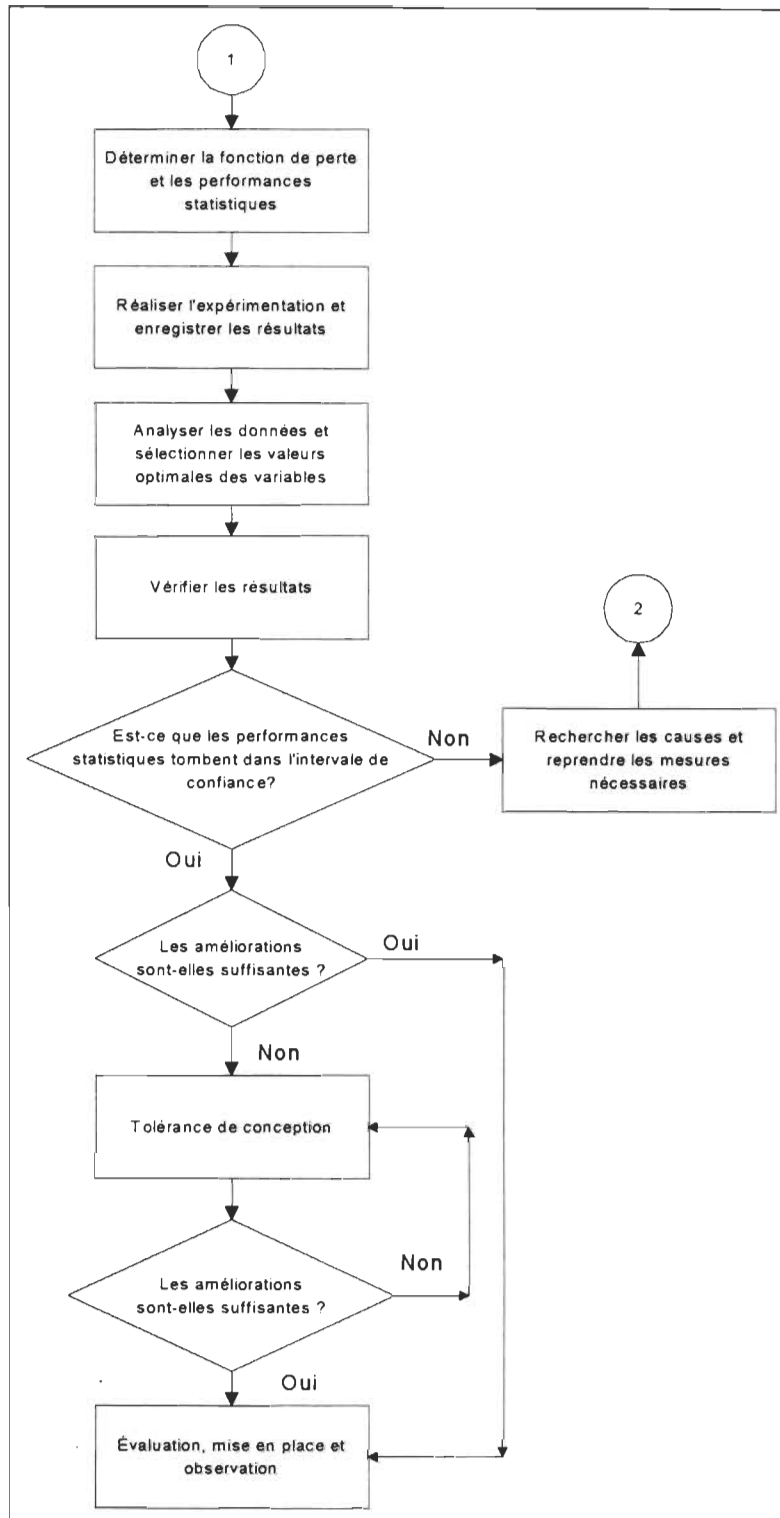 1
Déterminer la fonction de perte
et les performances
statistiques
Réaliser l'expérimentation et
enregistrer les résultats
Analyser les données et
sélectionner les valeurs
optimales des variables
Vérifier les résultats
2
Est-ce que les performances
statistiques tombent dans l'intervale de
confiance?
Non
Rechercher les causes et
reprendre les mesures
nécessaires
Oui
Les améliorations
sont-elles suffisantes ?
Oui
Non
Tolérance de conception
Les améliorations
sont-elles suffisantes ?
Non
Oui
Évaluation, mise en place et
observation